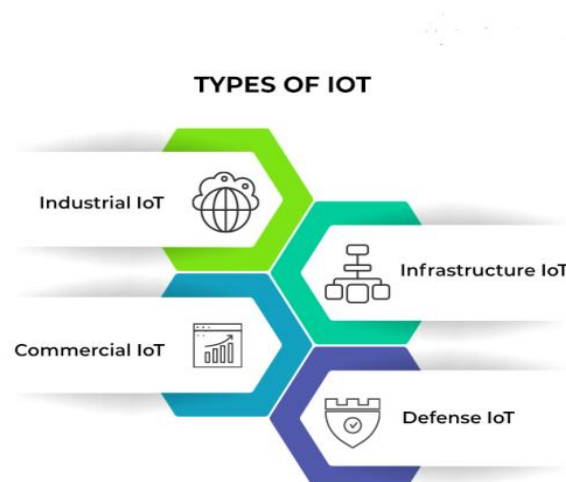 TYPES OF IOT
Industrial IoT
Infrastructure IoT
Commercial IoT
Defense IoT